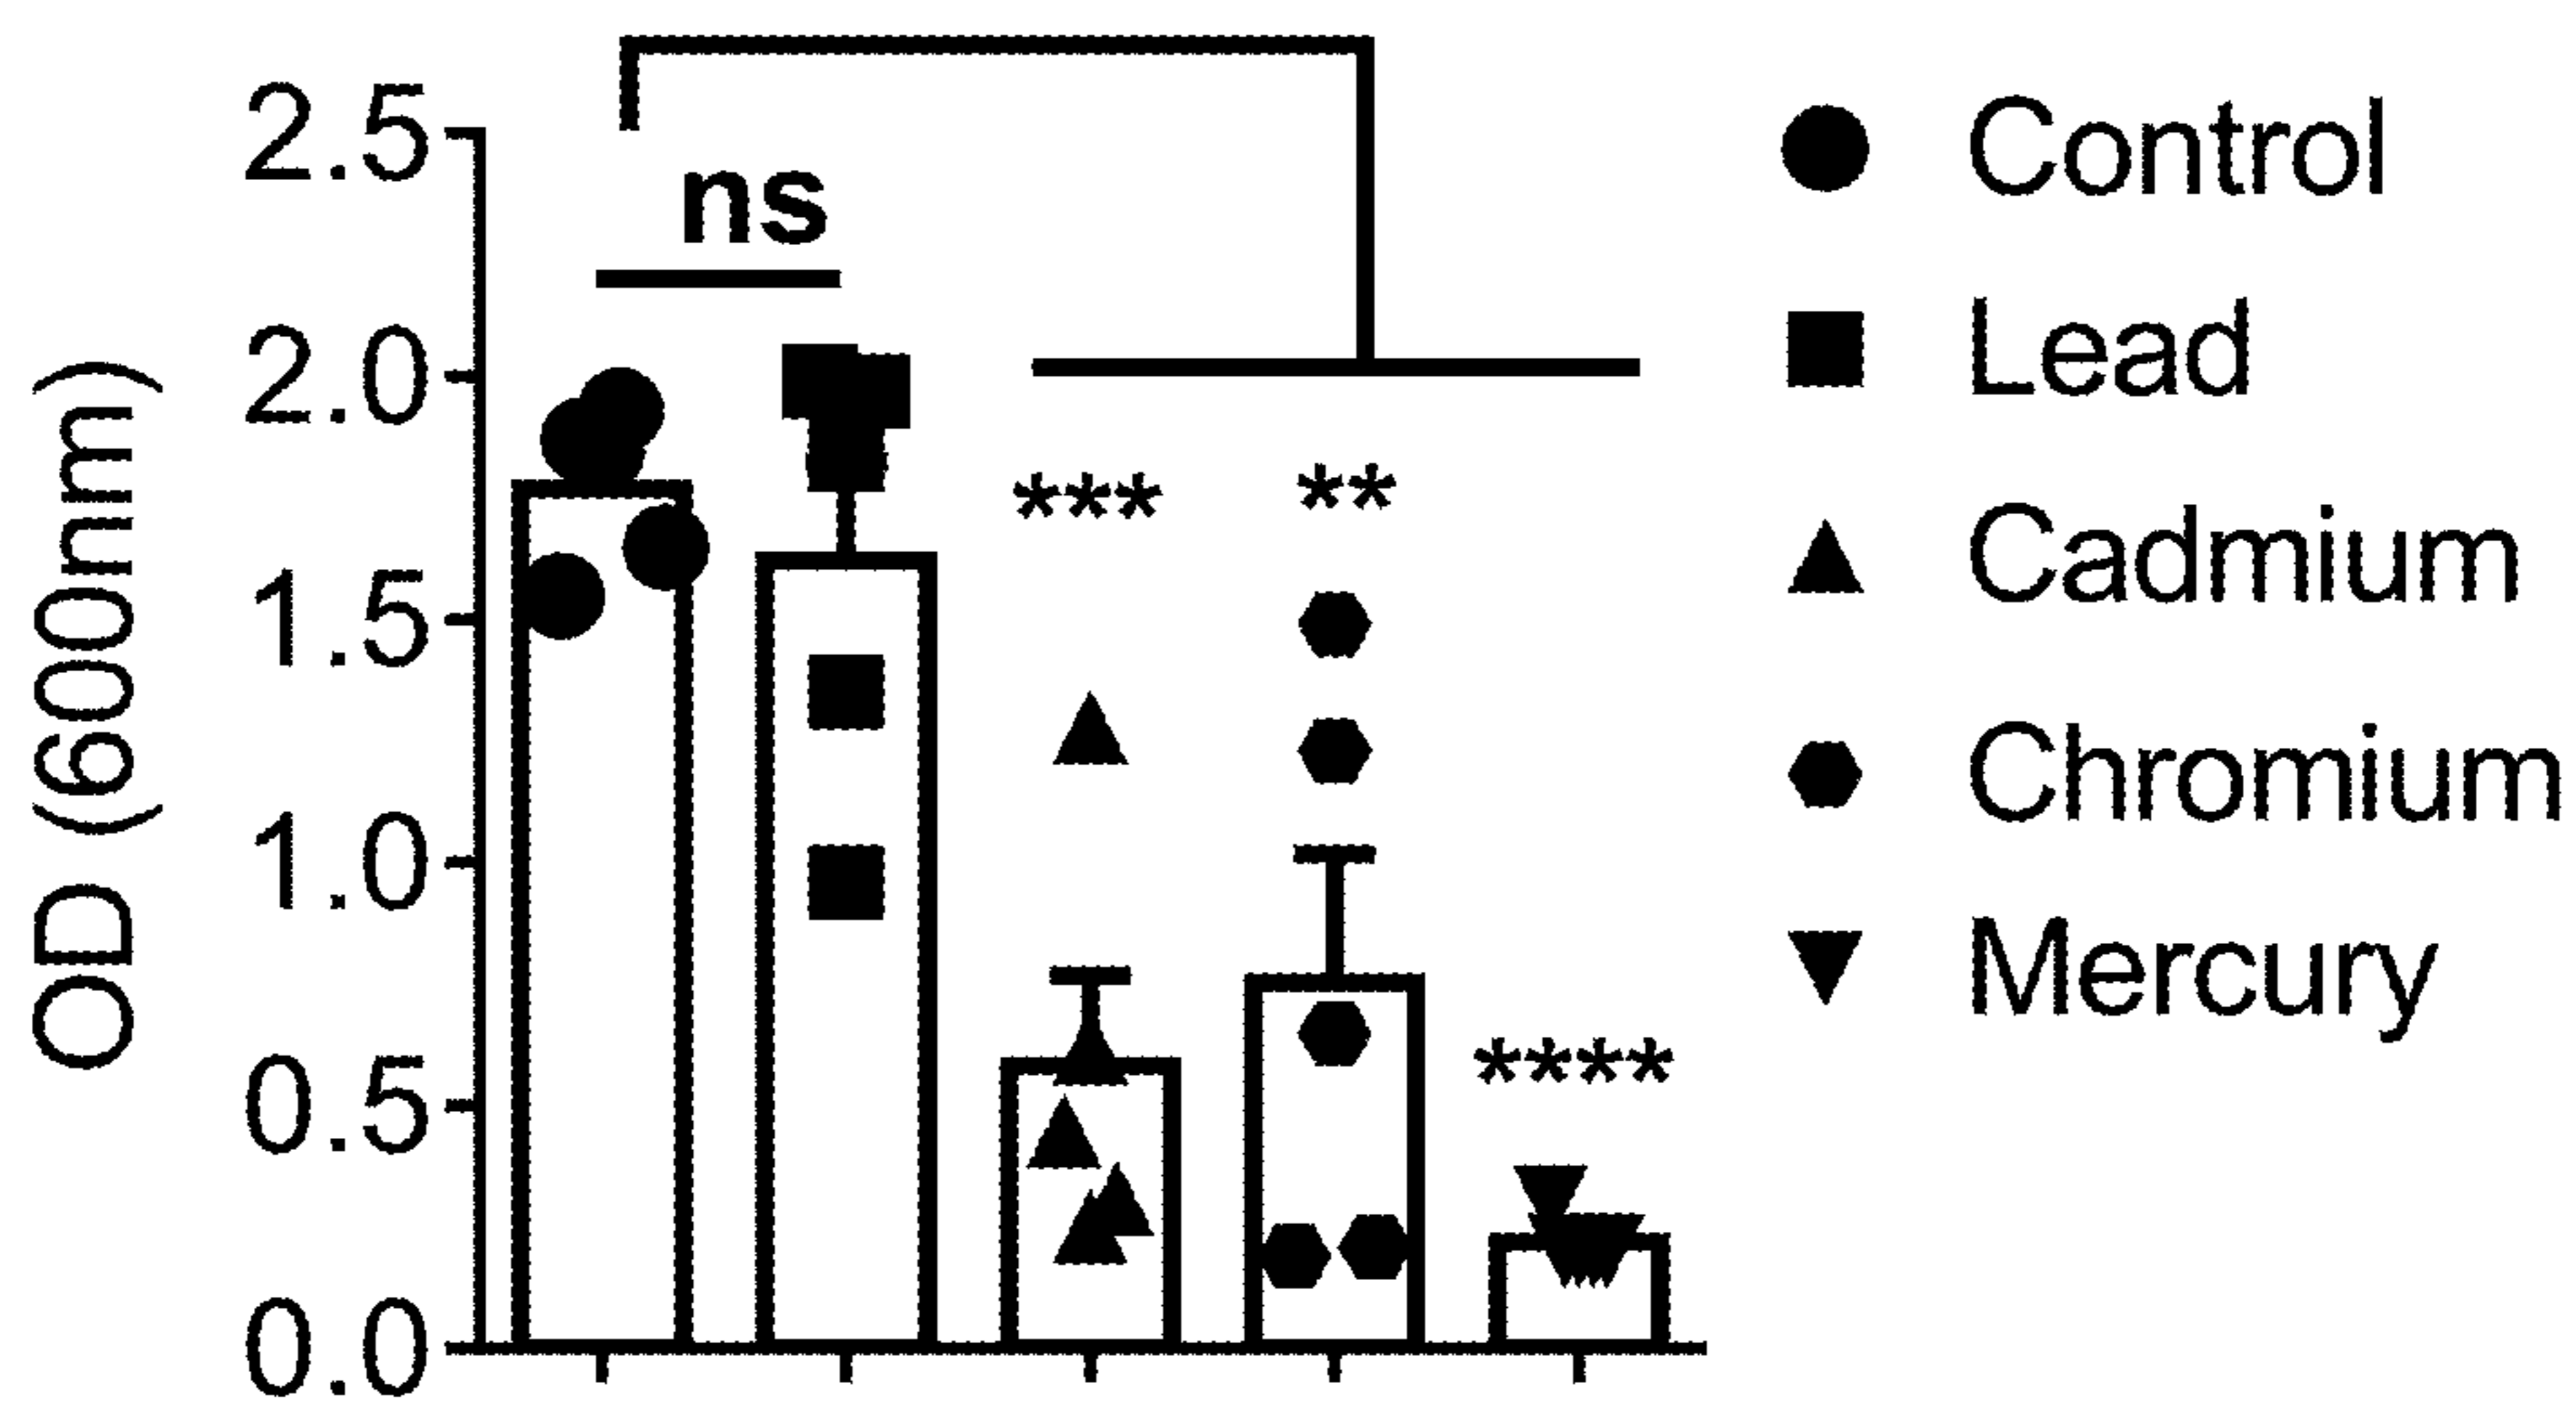 2.5
2.0
1.5
1.0
0.5
0.0
OD (600nm)
ns
***
**
****
Control
Lead
Cadmium
Chromium
Mercury